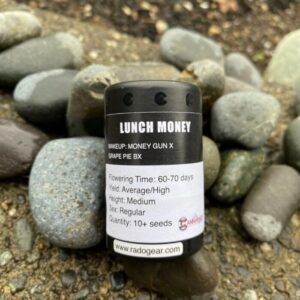 LUNCH MONEY
MAKEUP: MONEY GUN X
GRAPE PIE BX
Flowering Time: 60-70 days
Yield: Average/High
Height: Medium
Sex: Regular
Quantity: 10+ seeds
www.radogear.com